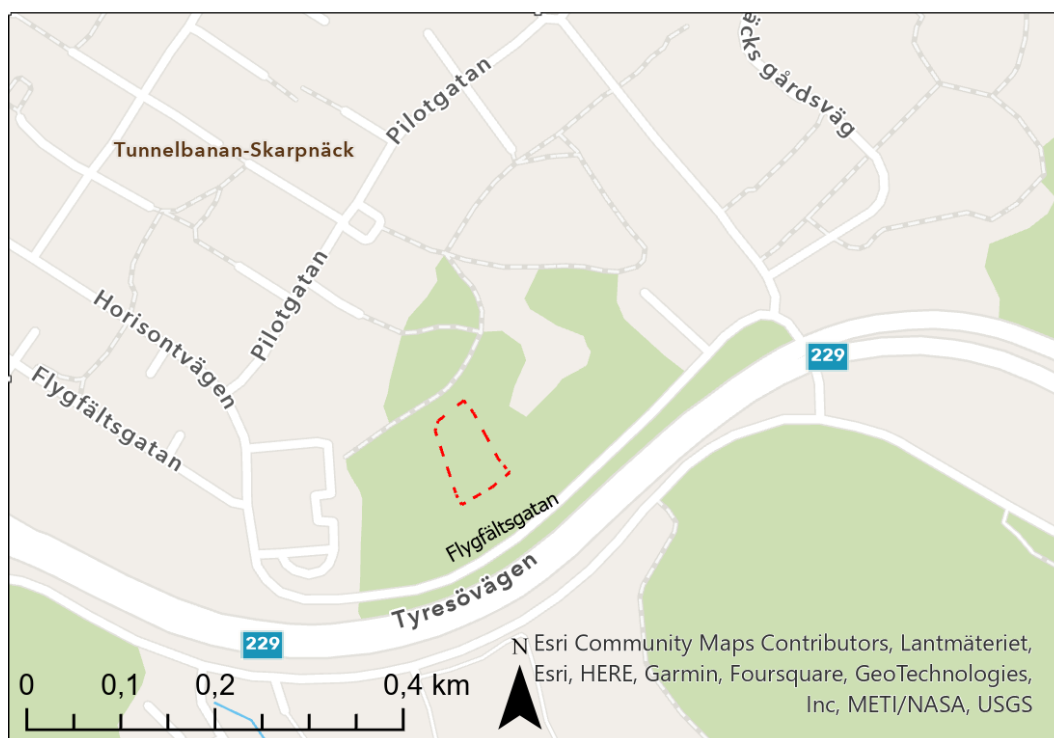 äcks gårdsväg
Pilotgatan
Tunnelbanan-Skarpnäck
Pilotgatan
Horisontvägen
Flygfältsgatan
229
Flygfältsgatan
Tyresövägen
229
N
Esri Community Maps Contributors, Lantmäteriet,
Esri, HERE, Garmin, Foursquare, GeoTechnologies,
Inc, METI/NASA, USGS
0 0,1 0,2 0,4 km